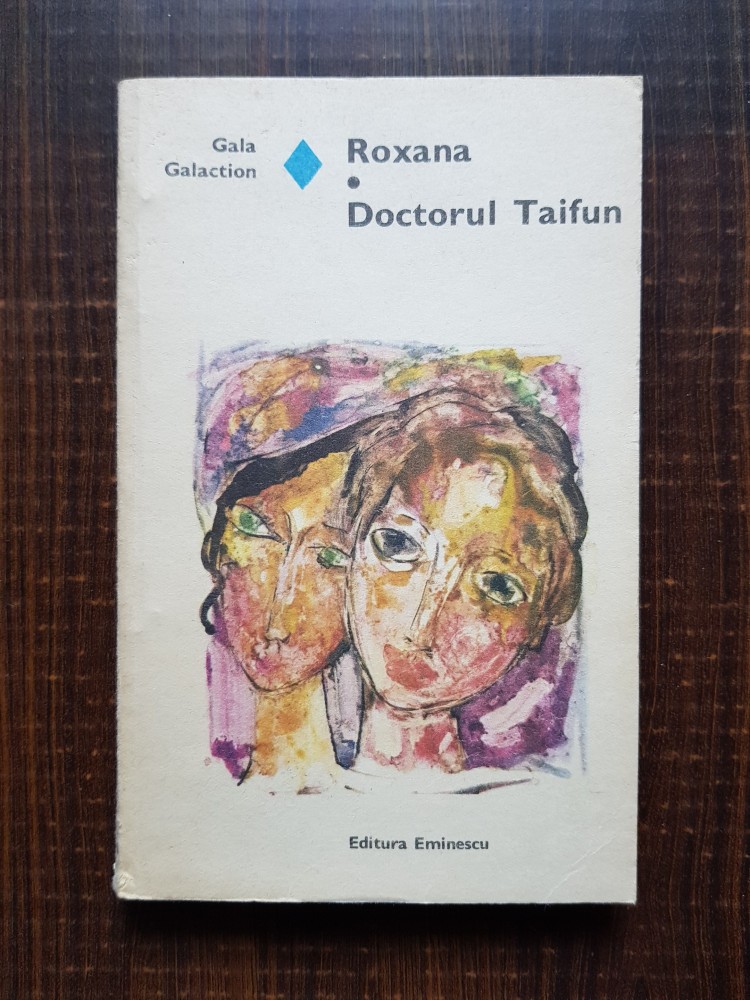 Gala
Galaction
Roxana
•
Doctorul Taifun
Editura Eminescu